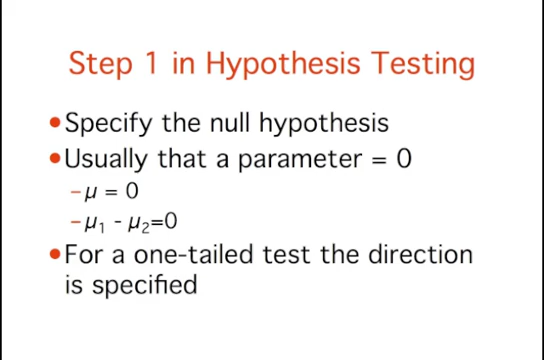 Step 1 in Hypothesis Testing
•Specify the null hypothesis
•Usually that a parameter = 0
–μ = 0
–μ₁ - μ₂=0
•For a one-tailed test the direction
is specified